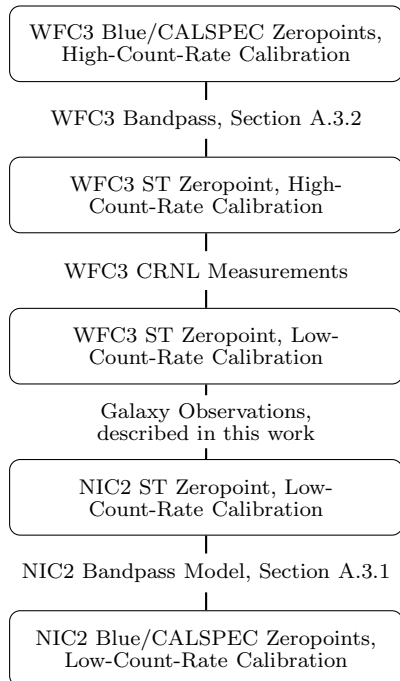 WFC3 Blue/CALSPEC Zeropoints,
High-Count-Rate Calibration
WFC3 Bandpass, Section A.3.2
WFC3 ST Zeropoint, High-
Count-Rate Calibration
WFC3 CRNL Measurements
WFC3 ST Zeropoint, Low-
Count-Rate Calibration
Galaxy Observations,
described in this work
NIC2 ST Zeropoint, Low-
Count-Rate Calibration
NIC2 Bandpass Model, Section A.3.1
NIC2 Blue/CALSPEC Zeropoints,
Low-Count-Rate Calibration